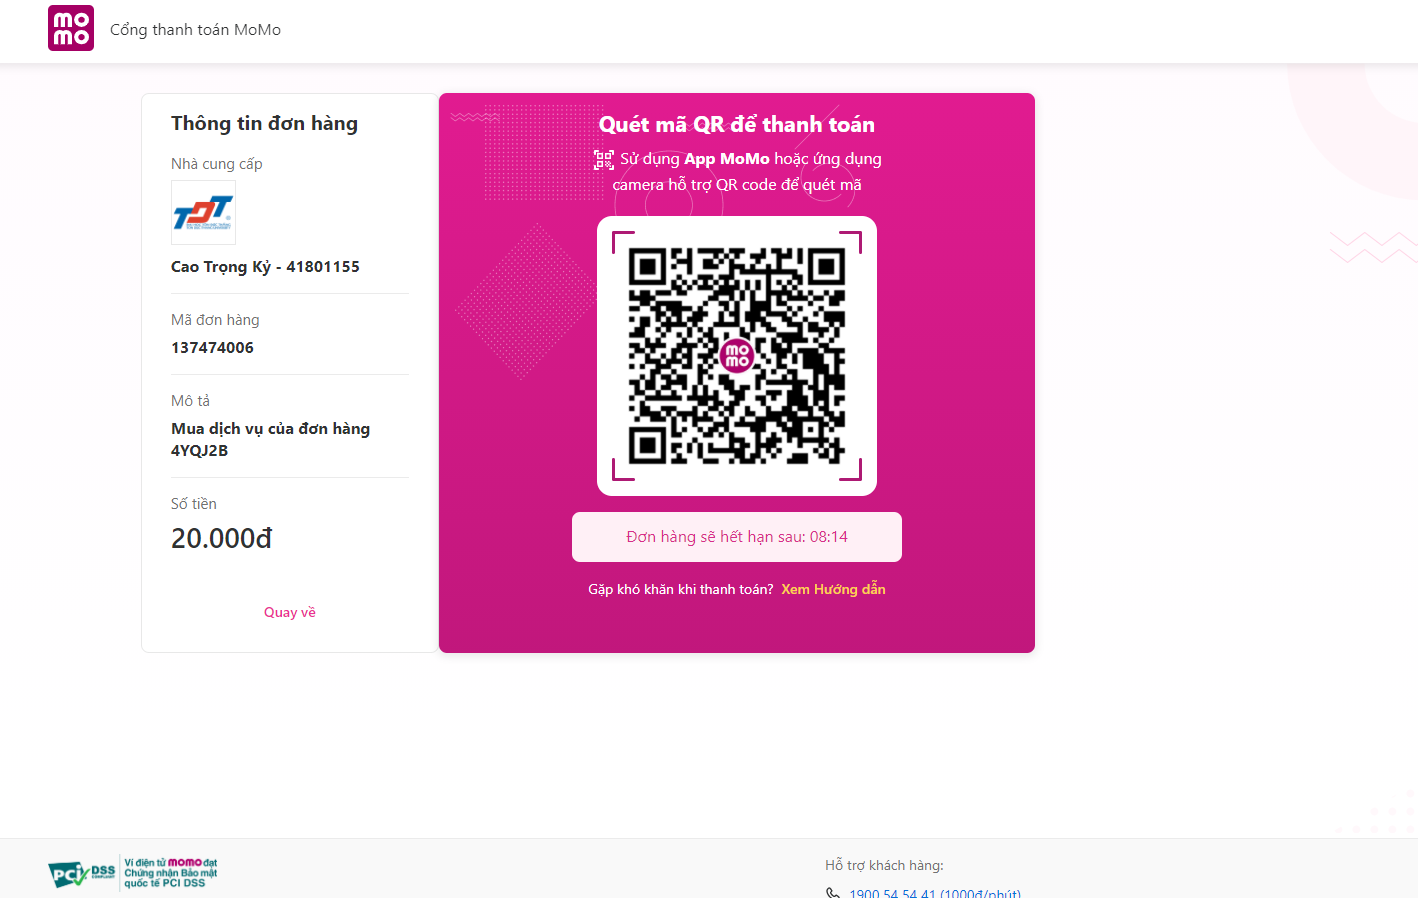 mo
mo
Cổng thanh toán MoMo
Thông tin đơn hàng
Nhà cung cấp
TDT
Cao Trọng Kỷ - 41801155
Mã đơn hàng
137474006
Mô tả
Mua dịch vụ của đơn hàng
4YQJ2B
Số tiền
20.000đ
Quay về
Quét mã QR để thanh toán
Sử dụng App MoMo hoặc ứng dụng
camera hỗ trợ QR code để quét mã
mo
mo
Đơn hàng sẽ hết hạn sau: 08:14
Gặp khó khăn khi thanh toán? Xem Hướng dẫn
PCI DSS
COMPLIANT
Ví điện tử momo đạt
Chứng nhận Bảo mật
quốc tế PCI DSS
Hỗ trợ khách hàng:
1900 54 54 41 (1000đ/phút)